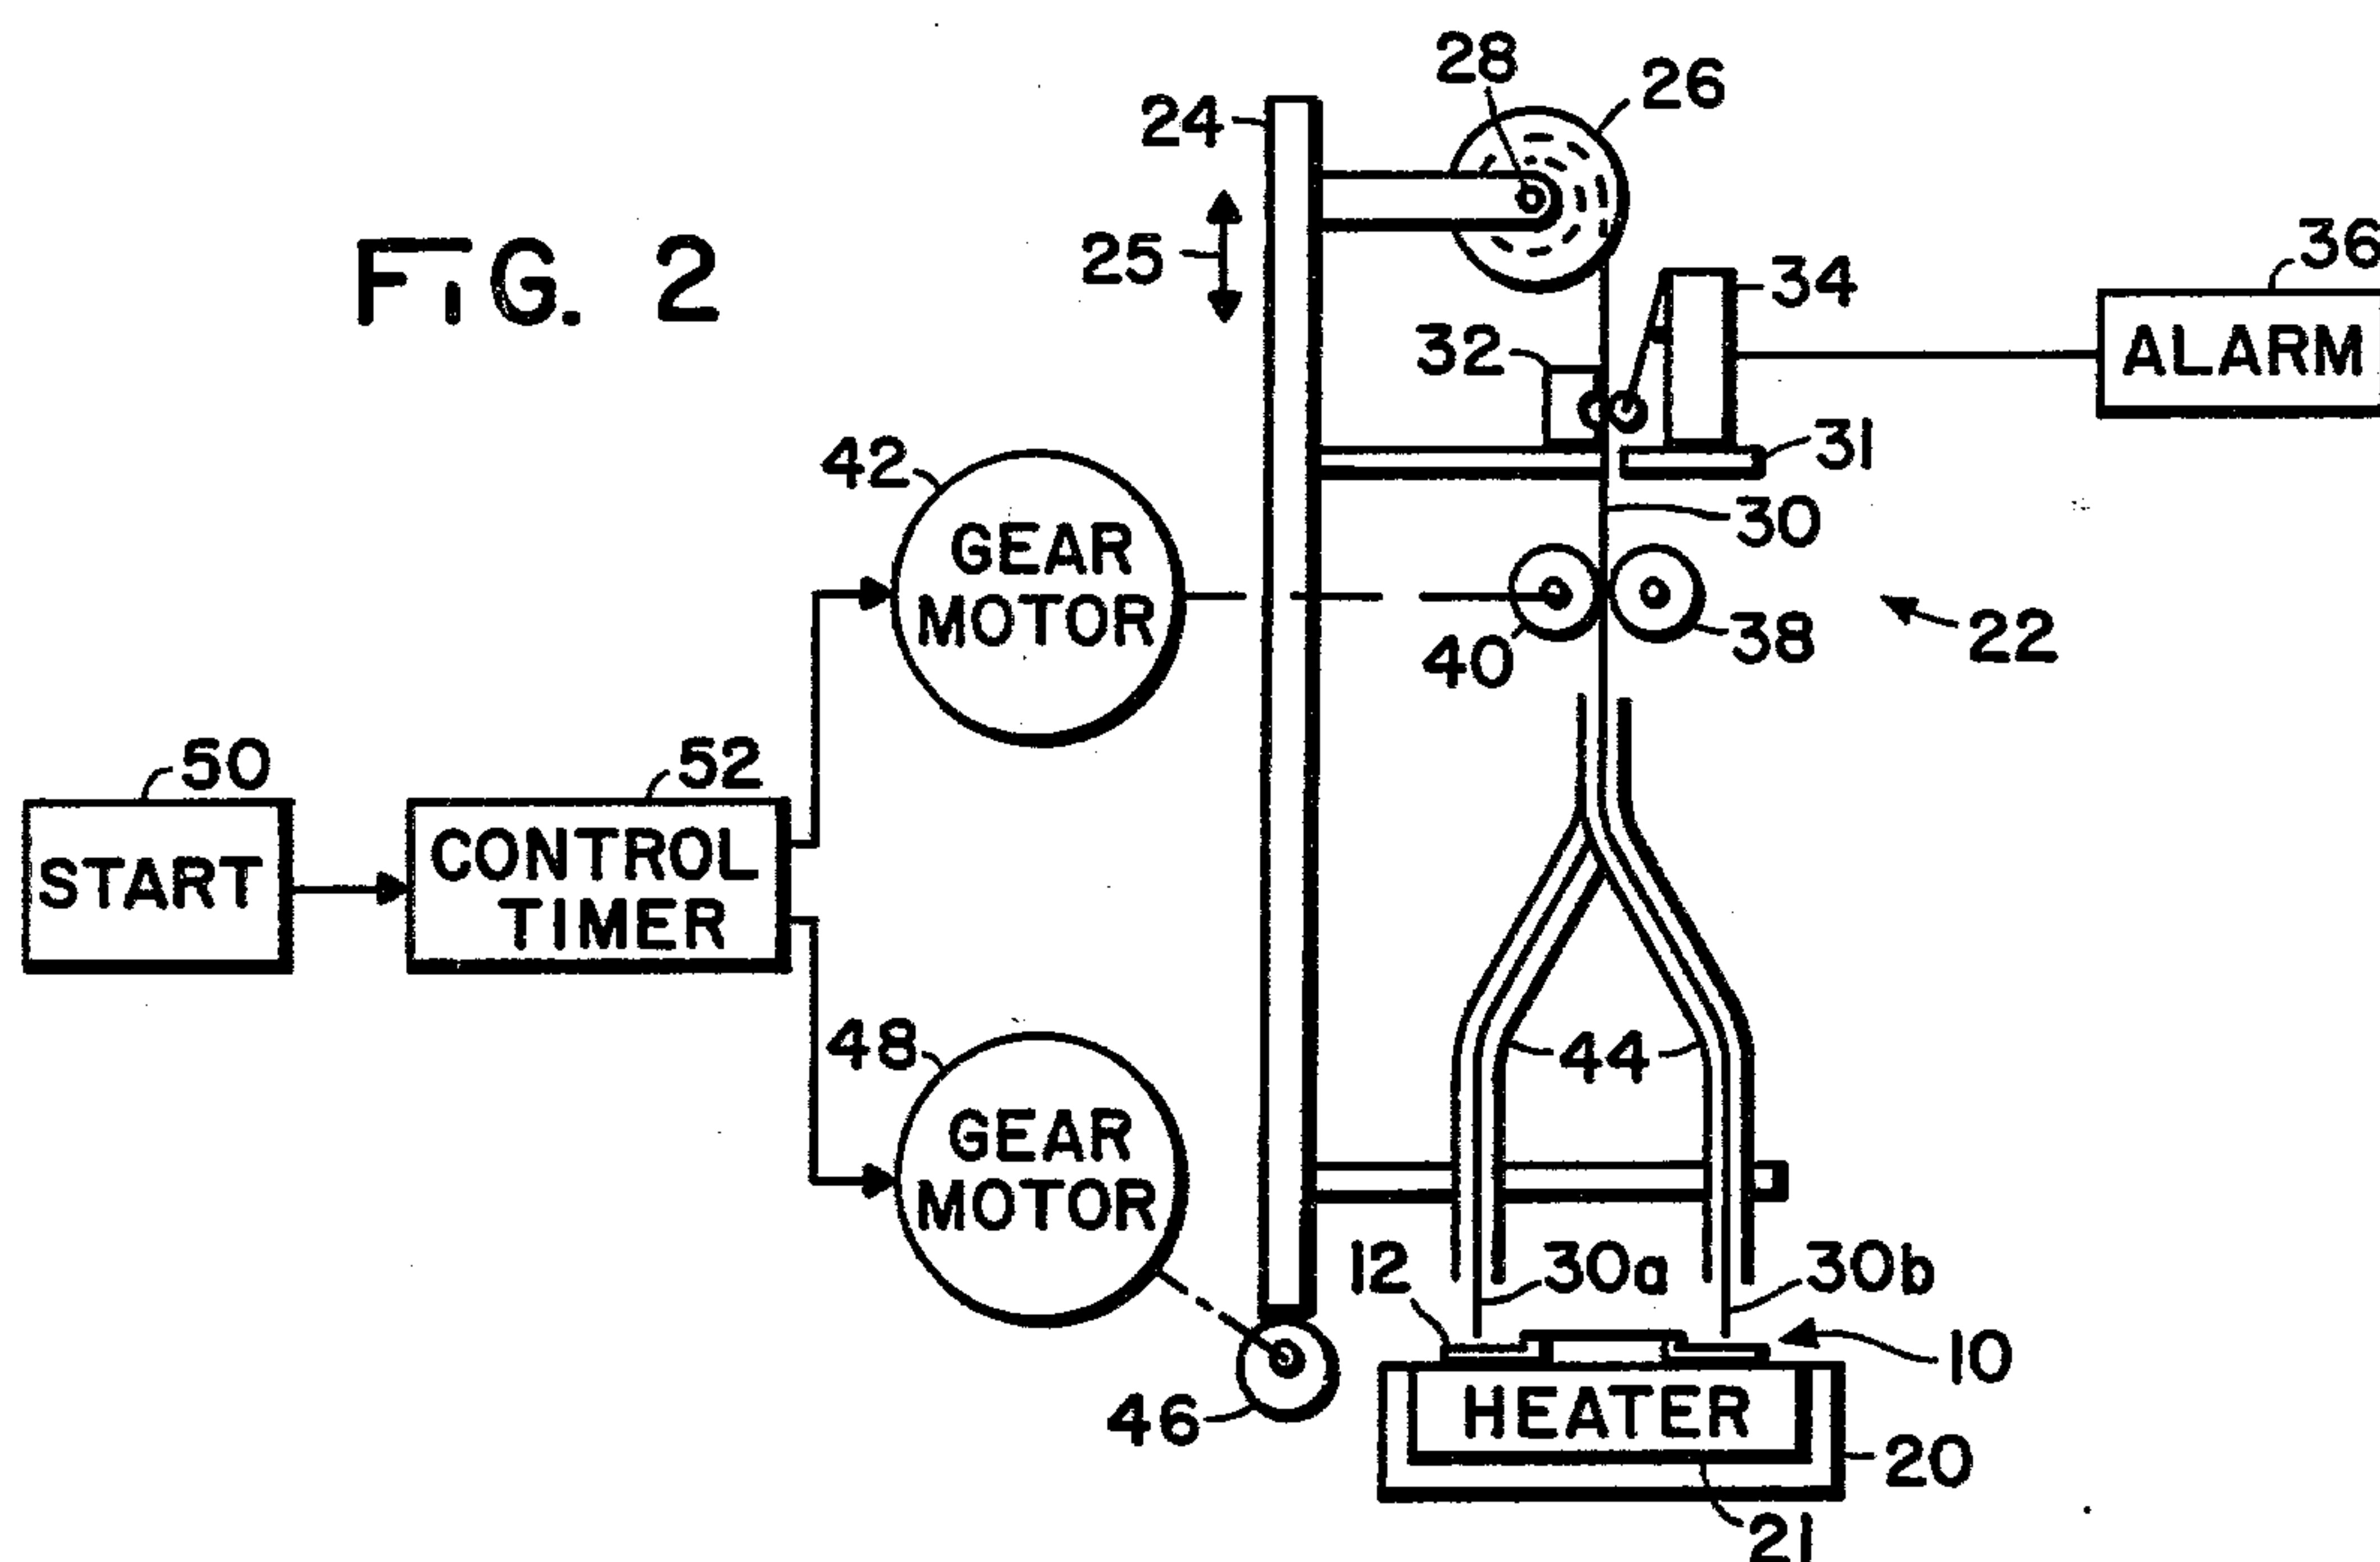 FIG. 2
28
26
24
25
36
34
32
ALARM
31
42
30
GEAR
MOTOR
22
38
40
50
52
START
CONTROL
TIMER
48
44
GEAR
MOTOR
12
30a
30b
10
46
HEATER
20
21